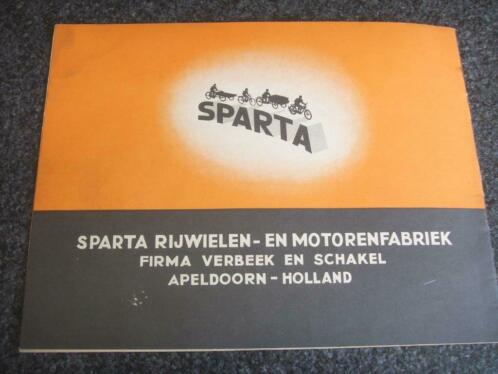 SPARTA
SPARTA RIJWIELEN - EN MOTORENFABRIEK
FIRMA VERBEEK EN SCHAKEL
APELDOORN - HOLLAND